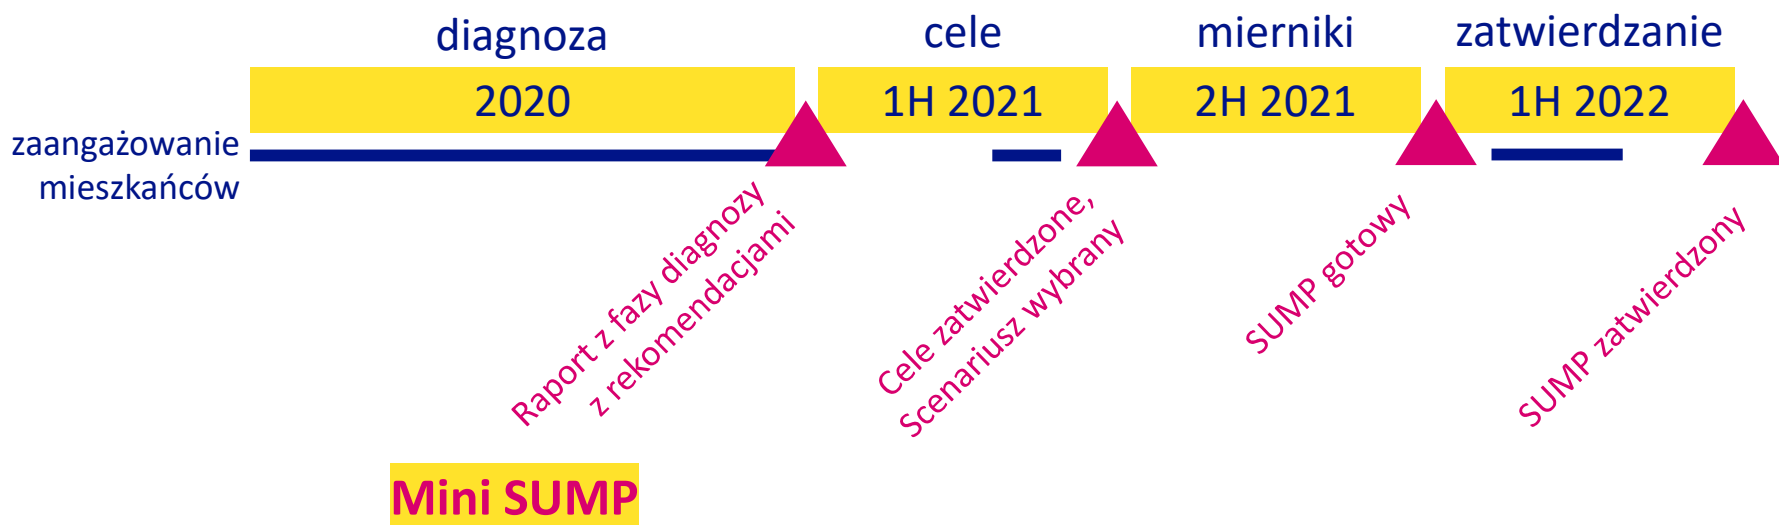 diagnoza
cele
mierniki
zatwierdzanie
2020
1H 2021
2H 2021
1H 2022
zaangażowanie
mieszkańców
Raport z fazy diagnozy
z rekomendacjami
Cele zatwierdzone,
Scenariusz wybrany
SUMP gotowy
SUMP zatwierdzony
Mini SUMP